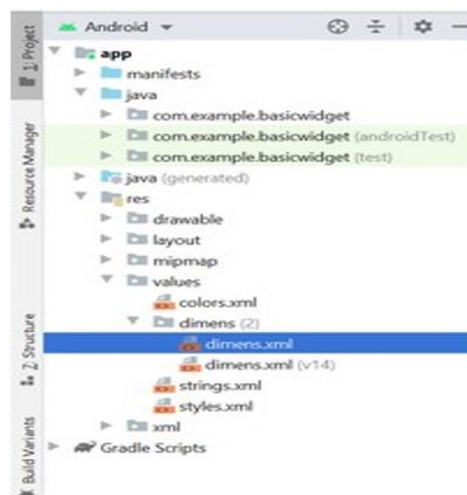 Android
1: Project
Resource Manager
Z: Structure
Build Variants
app
manifests
java
com.example.basicwidget
com.example.basicwidget (androidTest)
com.example.basicwidget (test)
java (generated)
res
drawable
layout
mipmap
values
colors.xml
dimens (2)
dimens.xml
dimens.xml (v14)
strings.xml
styles.xml
xml
Gradle Scripts